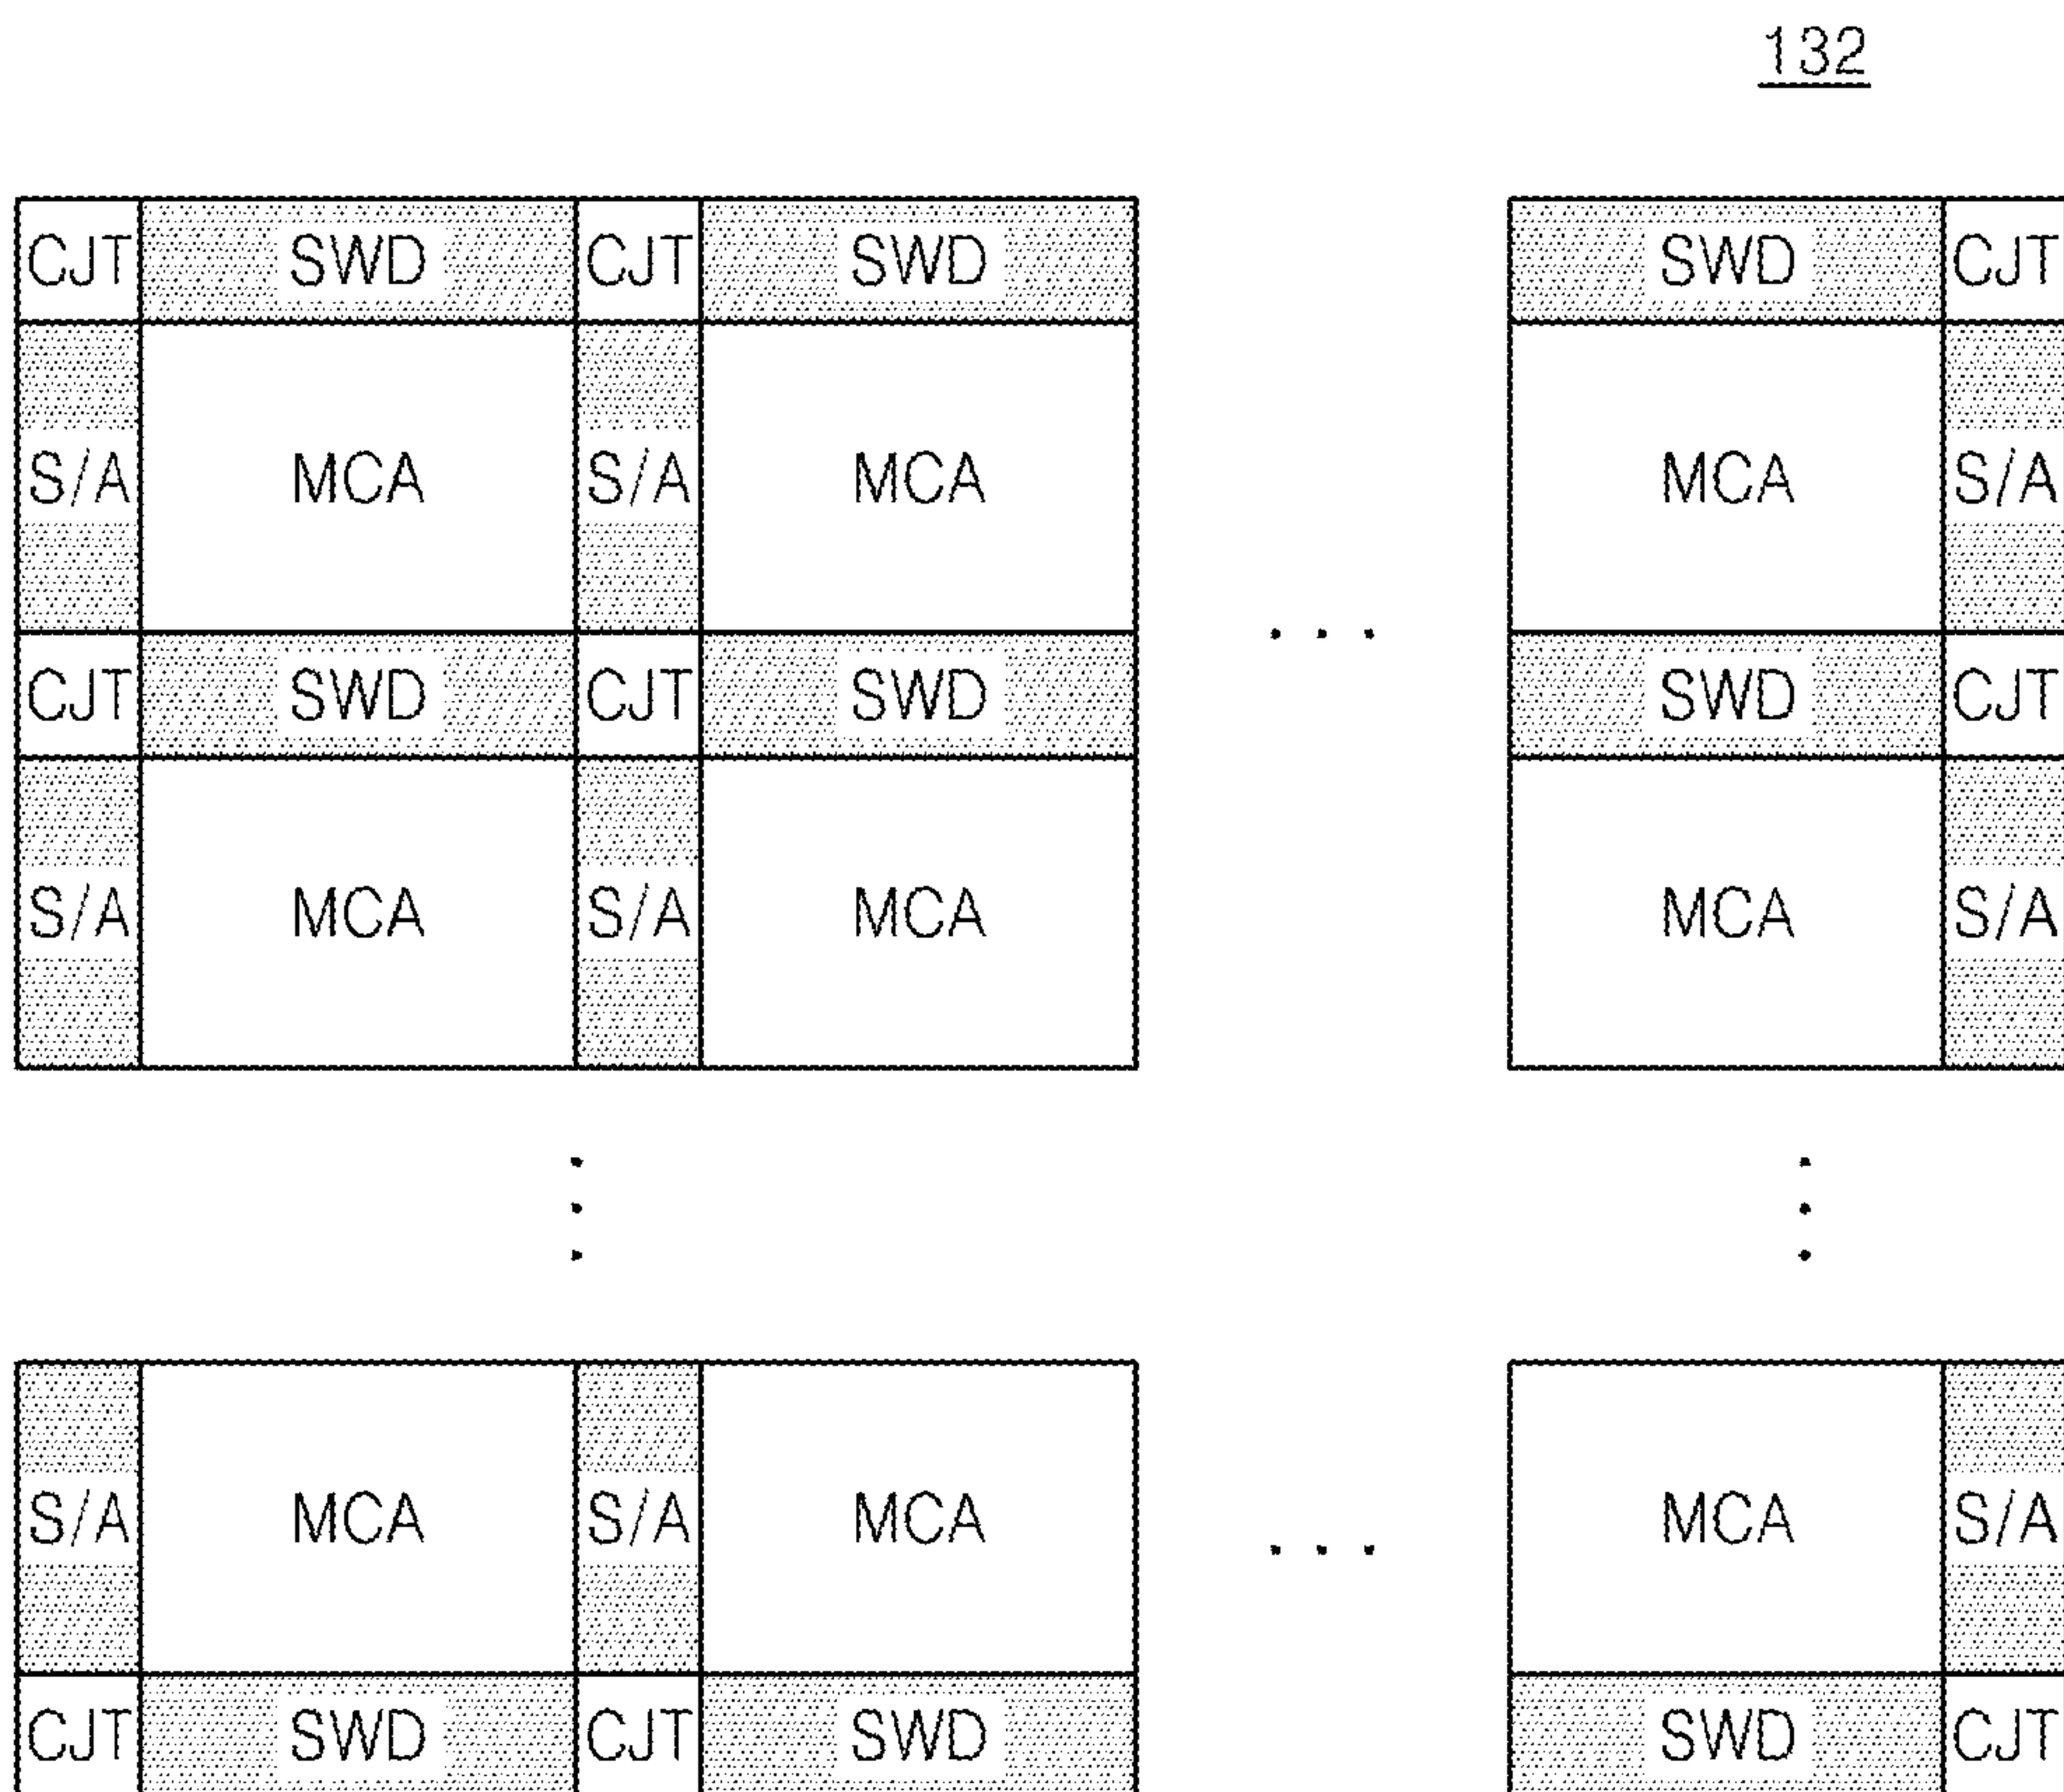 132
CJT SWD CJT SWD SWD CJT
S/A MCA S/A MCA MCA S/A
CJT SWD CJT SWD ... SWD CJT
S/A MCA S/A MCA MCA S/A
S/A MCA S/A MCA ... MCA S/A
CJT SWD CJT SWD SWD CJT